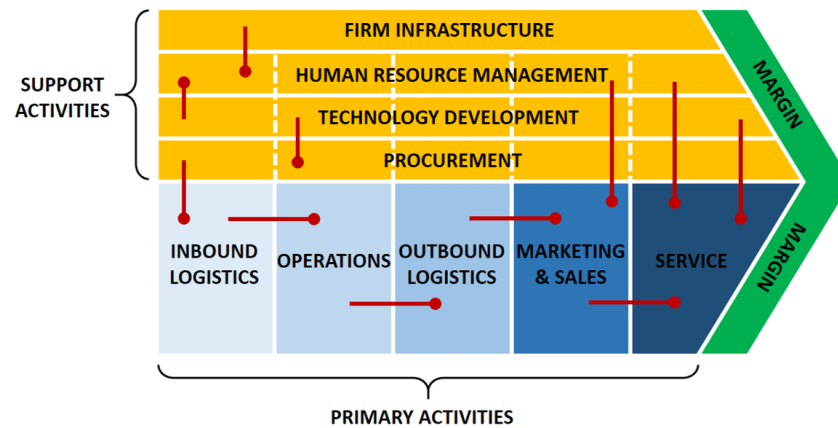 FIRM INFRASTRUCTURE
HUMAN RESOURCE MANAGEMENT
SUPPORT
ACTIVITIES
TECHNOLOGY DEVELOPMENT
PROCUREMENT
MARGIN
INBOUND
LOGISTICS
OPERATIONS
OUTBOUND
LOGISTICS
MARKETING
& SALES
SERVICE
MARGIN
PRIMARY ACTIVITIES